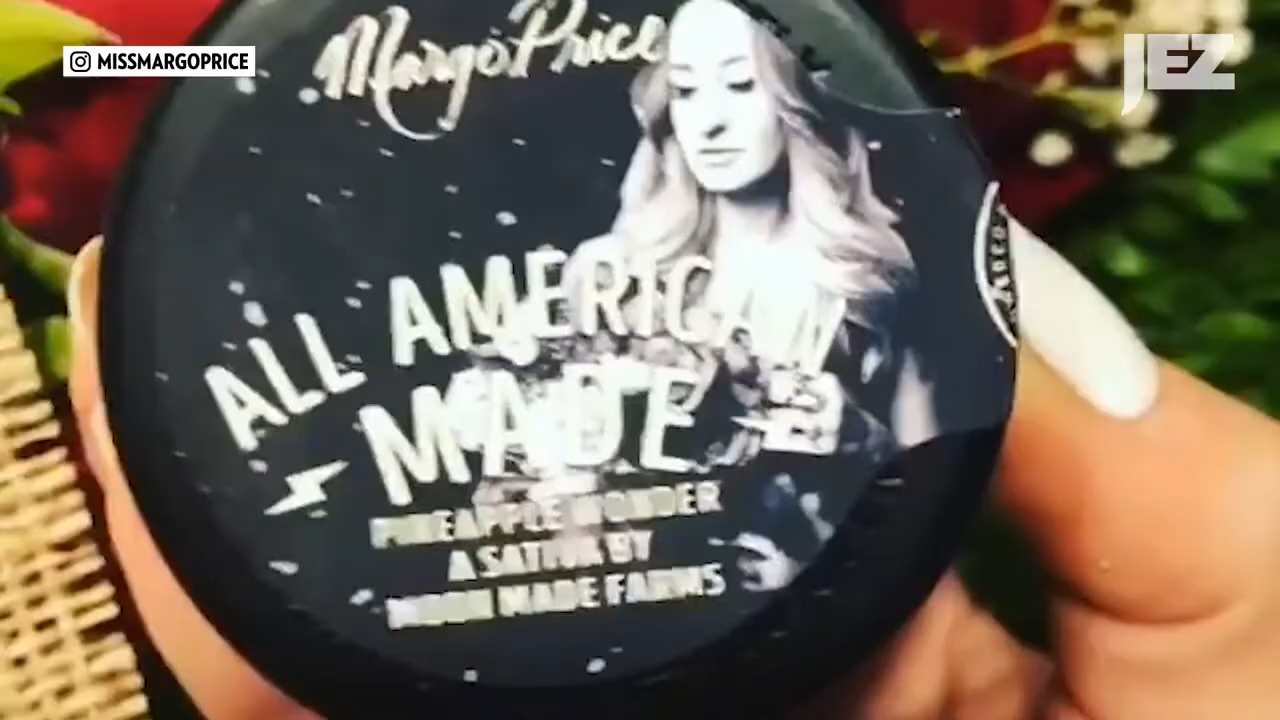 MISSMARGOPRICE
JEZ
Margo Price
ALL AMERICAN
MADE
PINEAPPLE WONDER
A SATIVA BY
MOON MADE FARMS